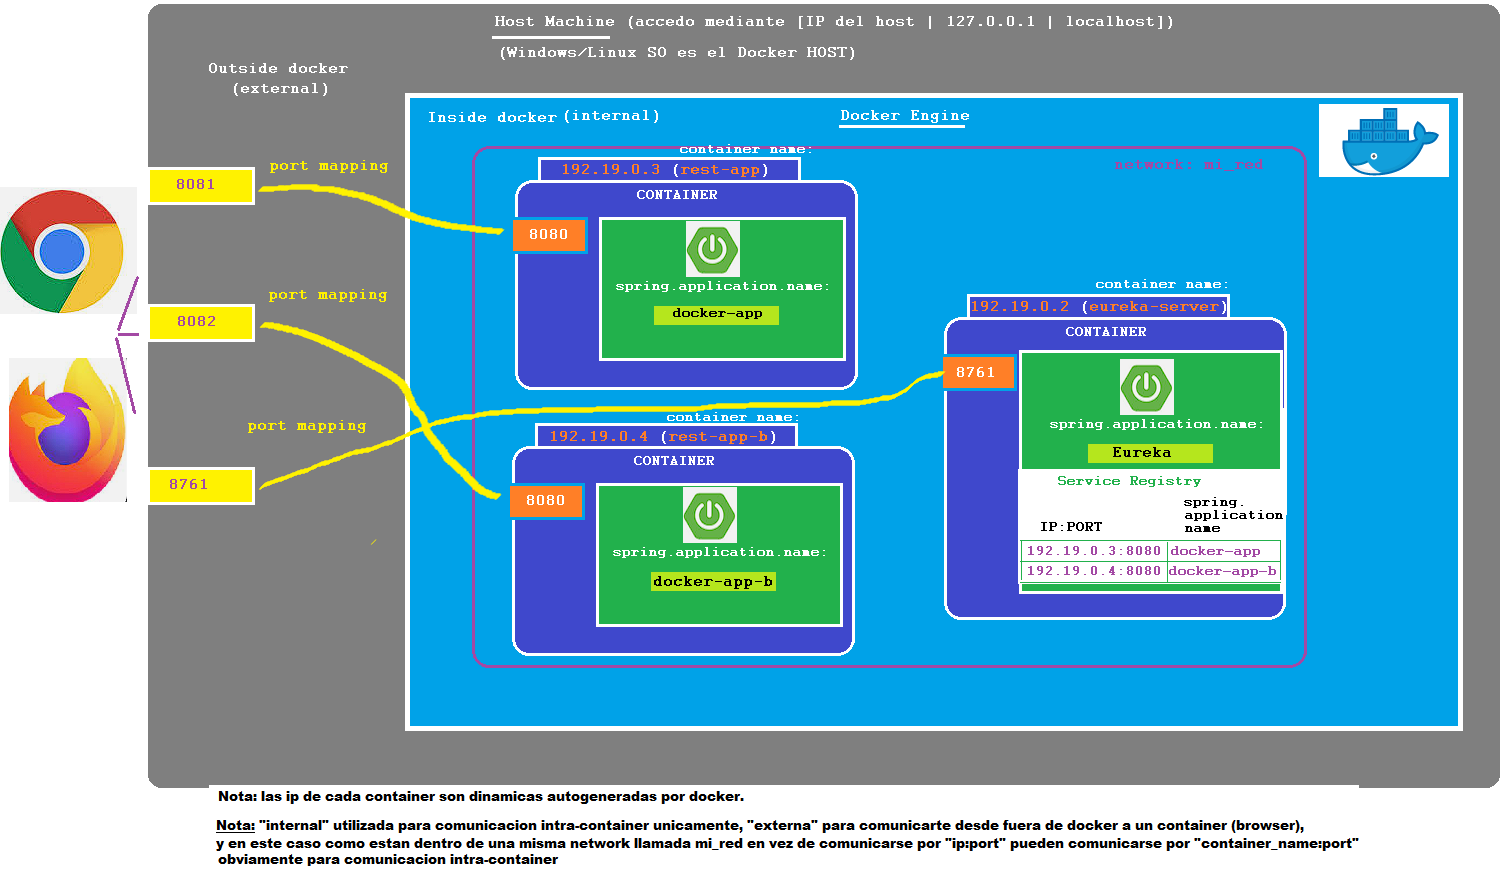 Host Machine (accedo mediante [IP del host | 127.0.0.1 | localhost])
(Windows/Linux SO es el Docker HOST)
Outside docker
(external)
Inside docker (internal)
Docker Engine
network: mi_red
port mapping
8081
port mapping
8082
port mapping
8761
container name:
192.19.0.3 (rest-app)
CONTAINER
8080
spring.application.name:
docker-app
container name:
192.19.0.4 (rest-app-b)
CONTAINER
8080
spring.application.name:
docker-app-b
container name:
192.19.0.2 (eureka-server)
CONTAINER
8761
spring.application.name:
Eureka
Service Registry
IP:PORT
spring.
application
name
192.19.0.3:8080 docker-app
192.19.0.4:8080 docker-app-b
Nota: las ip de cada container son dinamicas autogeneradas por docker.
Nota: "internal" utilizada para comunicacion intra-container unicamente, "externa" para comunicarte desde fuera de docker a un container (browser),
y en este caso como estan dentro de una misma network llamada mi_red en vez de comunicarse por "ip:port" pueden comunicarse por "container_name:port"
obviamente para comunicacion intra-container